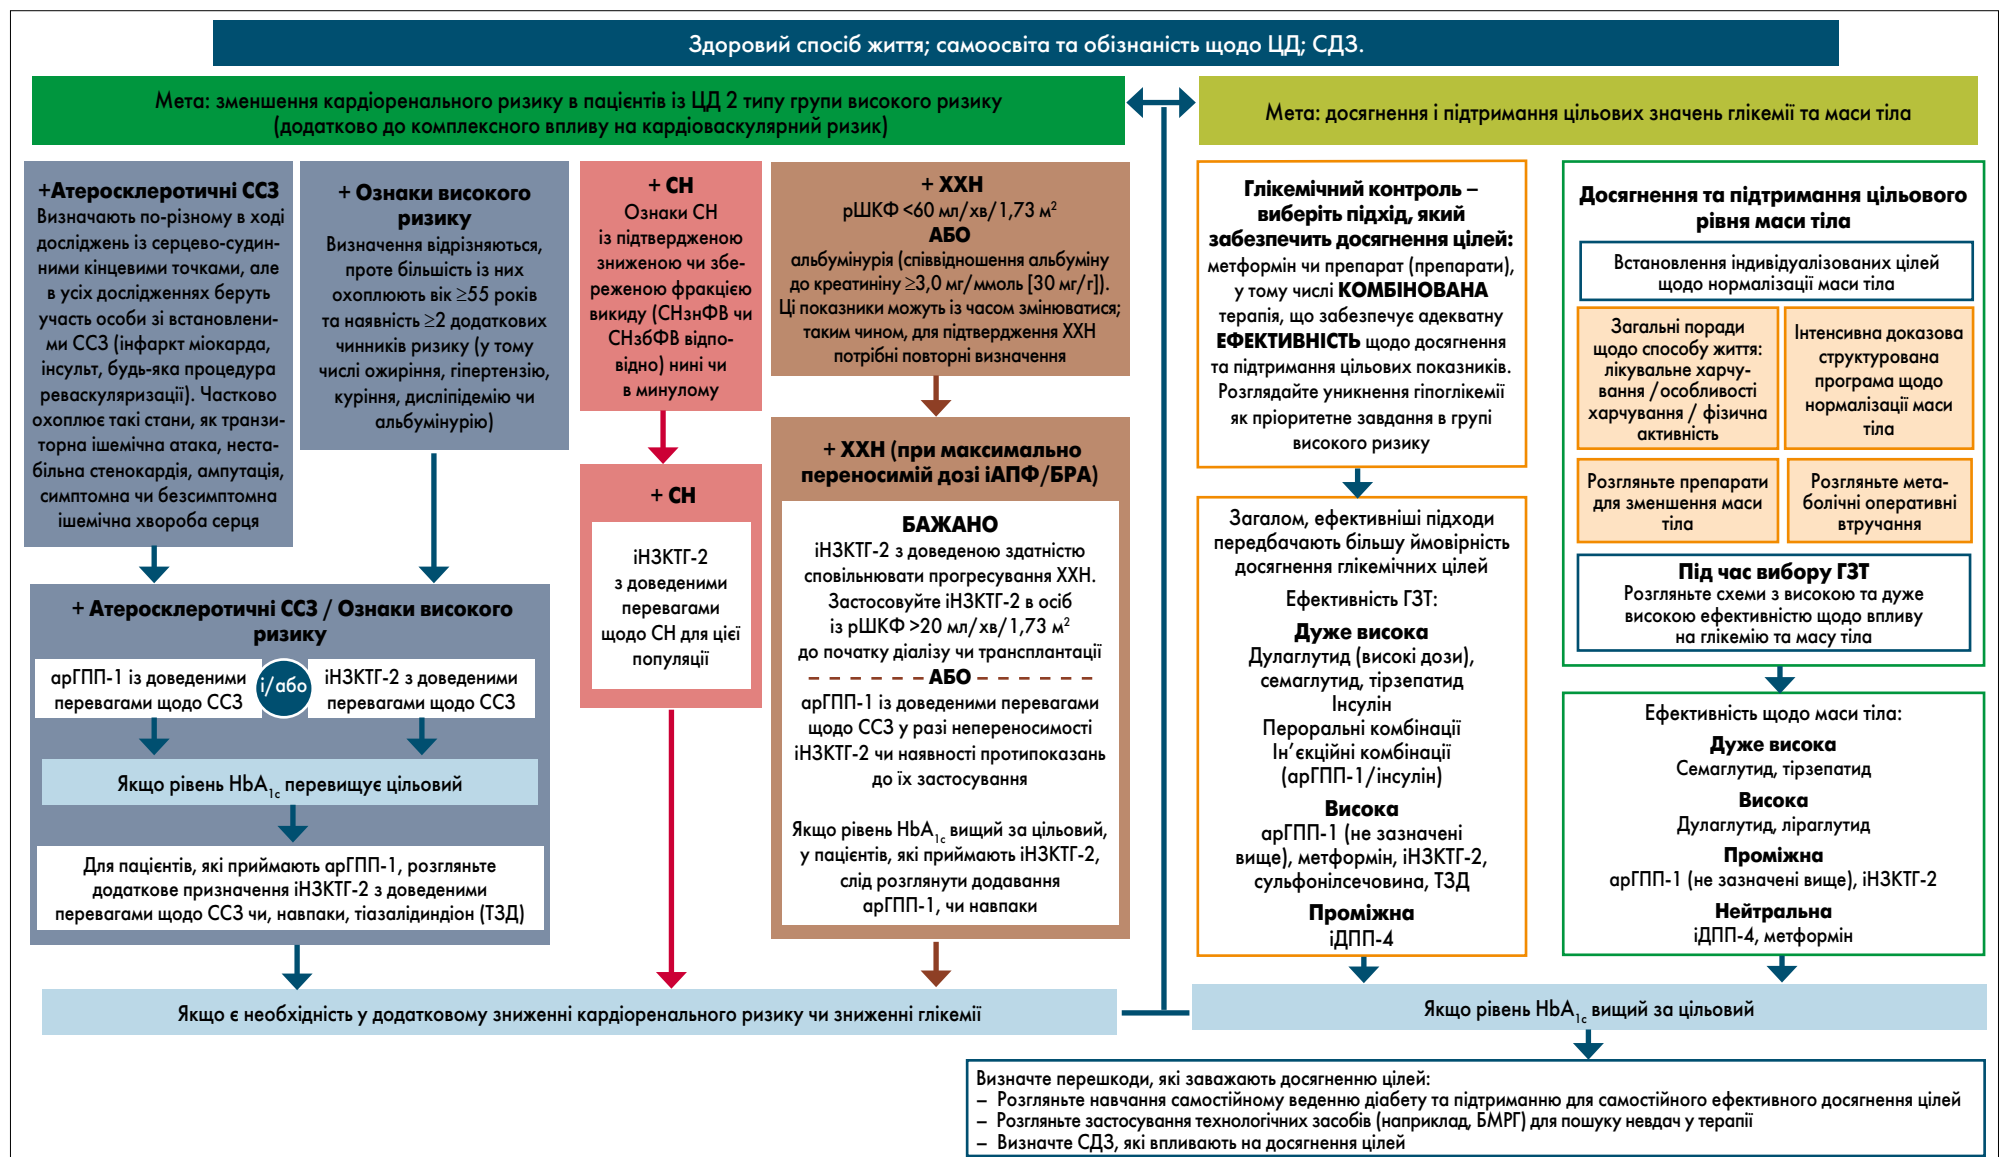 Здоровий спосіб життя; самоосвіта та обізнаність щодо ЦД; СДЗ.
Мета: зменшення кардіоренального ризику в пацієнтів із ЦД 2 типу групи високого ризику
(додатково до комплексного впливу на кардіоваскулярний ризик)
Мета: досягнення і підтримання цільових значень глікемії та маси тіла
+Атеросклеротичні ССЗ
Визначають по-різному в ході
досліджень із серцево-судин-
ними кінцевими точками, але
в усіх дослідженнях беруть
участь особи зі встановлени-
ми ССЗ (інфаркт міокарда,
інсульт, будь-яка процедура
реваскуляризації). Частково
охоплює такі стани, як транзи-
торна ішемічна атака, неста-
більна стенокардія, ампутація,
симптомна чи безсимптомна
ішемічна хвороба серця
+ Ознаки високого
ризику
Визначення відрізняються,
проте більшість із них
охоплюють вік ≥55 років
та наявність ≥2 додаткових
чинників ризику (у тому
числі ожиріння, гіпертензію,
куріння, дисліпідемію чи
альбумінурію)
+ Атеросклеротичні ССЗ / Ознаки високого
ризику
арГПП-1 із доведеними
перевагами щодо ССЗ
і/або
іНЗКТГ-2 з доведеними
перевагами щодо ССЗ
Якщо рівень HbA1c перевищує цільовий
Для пацієнтів, які приймають арГПП-1, розгляньте
додаткове призначення іНЗКТГ-2 з доведеними
перевагами щодо ССЗ чи, навпаки, тіазалідиндіон (ТЗД)
+ СН
Ознаки СН
із підтвердженою
зниженою чи збе-
реженою фракцією
викиду (СНзнФВ чи
СНзбФВ відпо-
відно) нині чи
в минулому
+ СН
іНЗКТГ-2
з доведеними
перевагами
щодо СН для цієї
популяції
+ ХХН
рШКФ <60 мл/хв/1,73 м²
АБО
альбумінурія (співвідношення альбуміну
до креатиніну ≥3,0 мг/ммоль [30 мг/г]).
Ці показники можуть із часом змінюватися;
таким чином, для підтвердження ХХН
потрібні повторні визначення
+ ХХН (при максимально
переносимій дозі іАПФ/БРА)
БАЖАНО
іНЗКТГ-2 з доведеною здатністю
сповільнювати прогресування ХХН.
Застосовуйте іНЗКТГ-2 в осіб
із рШКФ >20 мл/хв/1,73 м²
до початку діалізу чи трансплантації
АБО
арГПП-1 із доведеними перевагами
щодо ССЗ у разі непереносимості
іНЗКТГ-2 чи наявності протипоказань
до їх застосування
Якщо рівень HbA1c вищий за цільовий,
у пацієнтів, які приймають іНЗКТГ-2,
слід розглянути додавання
арГПП-1, чи навпаки
Якщо є необхідність у додатковому зниженні кардіоренального ризику чи зниженні глікемії
Глікемічний контроль –
виберіть підхід, який
забезпечить досягнення цілей:
метформін чи препарат (препарати),
у тому числі КОМБІНОВАНА
терапія, що забезпечує адекватну
ЕФЕКТИВНІСТЬ щодо досягнення
та підтримання цільових показників.
Розглядайте уникнення гіпоглікемії
як пріоритетне завдання в групі
високого ризику
Загалом, ефективніші підходи
передбачають більшу ймовірність
досягнення глікемічних цілей
Ефективність ГЗТ:
Дуже висока
Дулаглутид (високі дози),
семаглутид, тірзепатид
Інсулін
Пероральні комбінації
Ін’єкційні комбінації
(арГПП-1/інсулін)
Висока
арГПП-1 (не зазначені
вище), метформін, іНЗКТГ-2,
сульфонілсечовина, ТЗД
Проміжна
іДПП-4
Досягнення та підтримання цільового
рівня маси тіла
Встановлення індивідуалізованих цілей
щодо нормалізації маси тіла
Загальні поради
щодо способу життя:
лікувальне харчу-
вання /особливості
харчування / фізична
активність
Інтенсивна доказова
структурована
програма щодо
нормалізації маси
тіла
Розгляньте препарати
для зменшення маси
тіла
Розгляньте мета-
болічні оперативні
втручання
Під час вибору ГЗТ
Розгляньте схеми з високою та дуже
високою ефективністю щодо впливу
на глікемію та масу тіла
Ефективність щодо маси тіла:
Дуже висока
Семаглутид, тірзепатид
Висока
Дулаглутид, ліраглутид
Проміжна
арГПП-1 (не зазначені вище), іНЗКТГ-2
Нейтральна
іДПП-4, метформін
Якщо рівень HbA1c вищий за цільовий
Визначте перешкоди, які заважають досягненню цілей:
– Розгляньте навчання самостійному веденню діабету та підтриманню для самостійного ефективного досягнення цілей
– Розгляньте застосування технологічних засобів (наприклад, БМРГ) для пошуку невдач у терапії
– Визначте СДЗ, які впливають на досягнення цілей